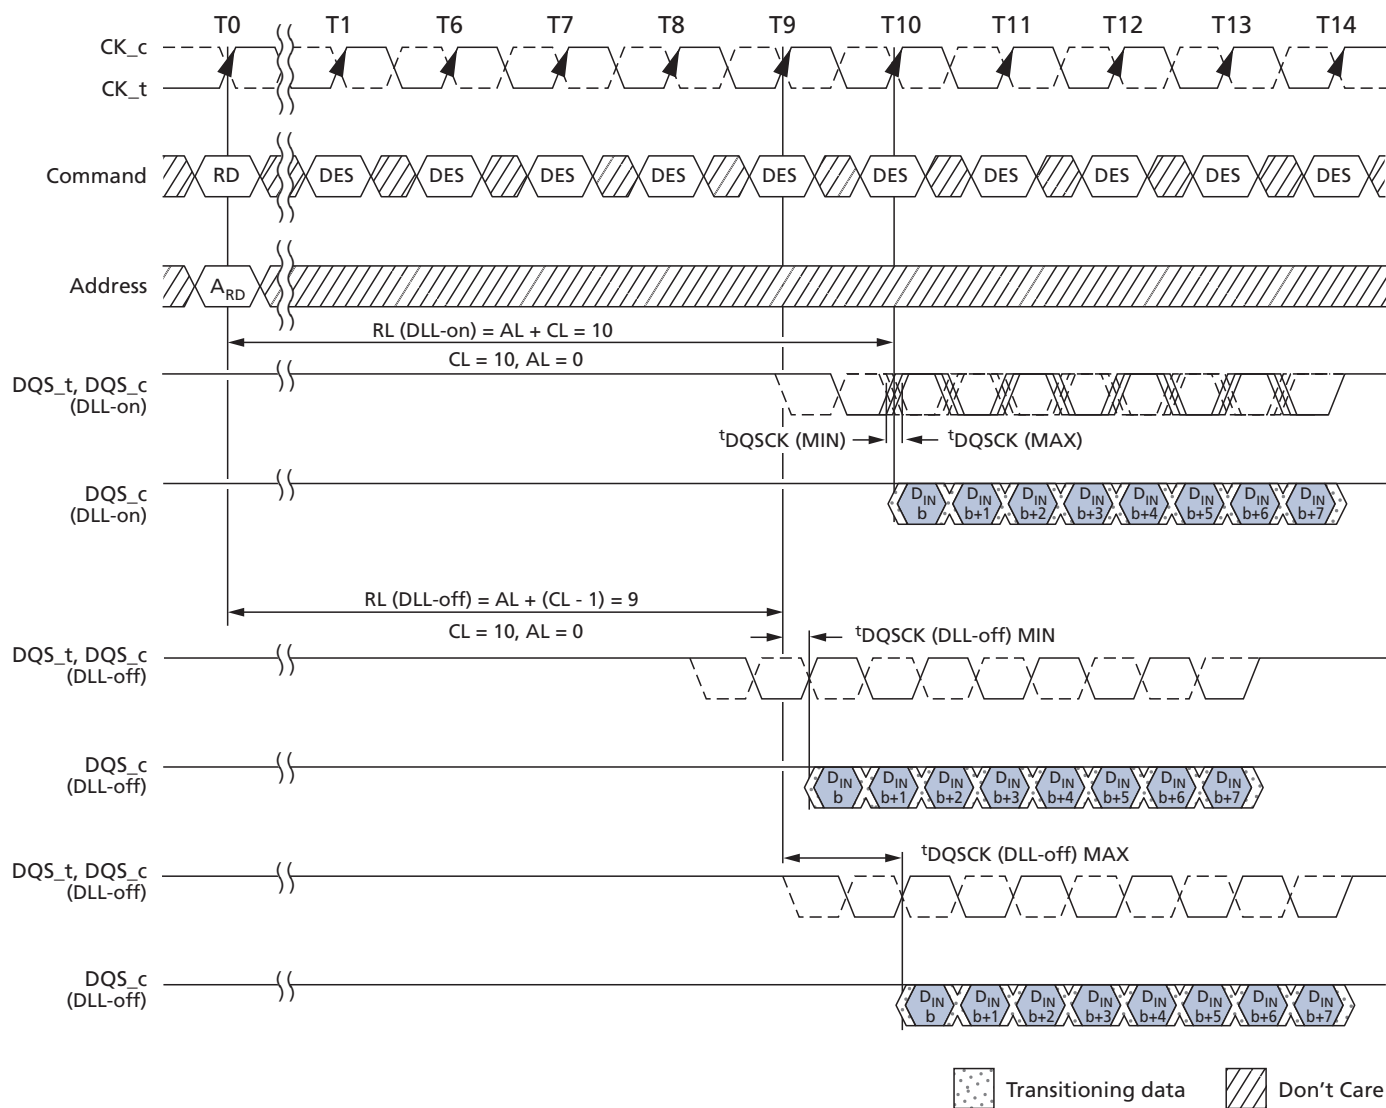 T0 T1 T6 T7 T8 T9 T10 T11 T12 T13 T14
CK_c
CK_t
Command RD DES DES DES DES DES DES DES DES DES DES
Address ARD
RL (DLL-on) = AL + CL = 10
CL = 10, AL = 0
DQS_t, DQS_c
(DLL-on)
tDQSCK (MIN) tDQSCK (MAX)
DQS_c
(DLL-on)
DIN DIN DIN DIN DIN DIN DIN DIN
b b+1 b+2 b+3 b+4 b+5 b+6 b+7
RL (DLL-off) = AL + (CL - 1) = 9
CL = 10, AL = 0
tDQSCK (DLL-off) MIN
DQS_t, DQS_c
(DLL-off)
DQS_c
(DLL-off)
DIN DIN DIN DIN DIN DIN DIN DIN
b b+1 b+2 b+3 b+4 b+5 b+6 b+7
tDQSCK (DLL-off) MAX
DQS_t, DQS_c
(DLL-off)
DQS_c
(DLL-off)
DIN DIN DIN DIN DIN DIN DIN DIN
b b+1 b+2 b+3 b+4 b+5 b+6 b+7
Transitioning data Don't Care